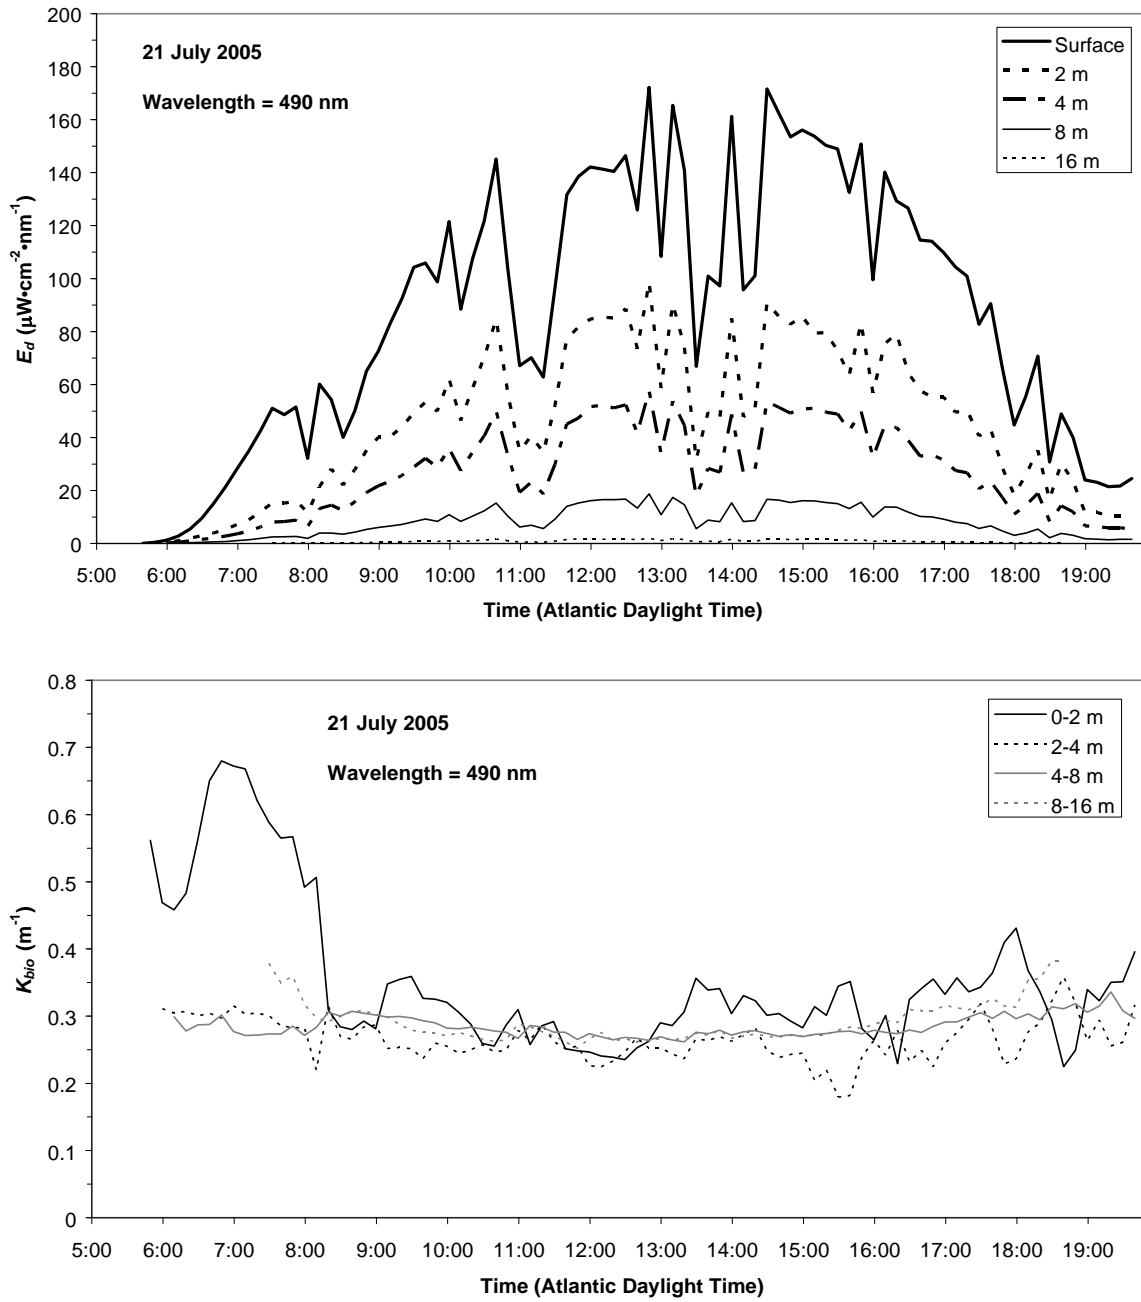 200
180
160
140
120
100
80
60
40
20
0
E_d (µW•cm⁻²•nm⁻¹)
21 July 2005
Wavelength = 490 nm
Surface
2 m
4 m
8 m
16 m
5:00 6:00 7:00 8:00 9:00 10:00 11:00 12:00 13:00 14:00 15:00 16:00 17:00 18:00 19:00
Time (Atlantic Daylight Time)
0.8
0.7
0.6
0.5
0.4
0.3
0.2
0.1
0
K_bio (m⁻¹)
21 July 2005
Wavelength = 490 nm
0-2 m
2-4 m
4-8 m
8-16 m
5:00 6:00 7:00 8:00 9:00 10:00 11:00 12:00 13:00 14:00 15:00 16:00 17:00 18:00 19:00
Time (Atlantic Daylight Time)